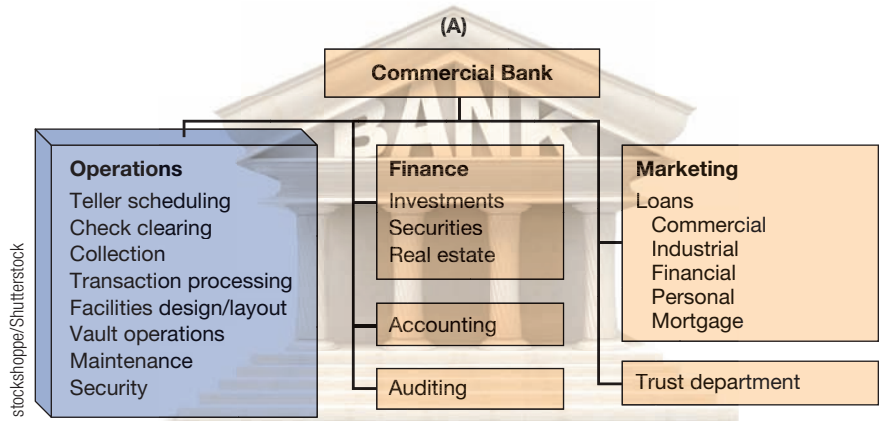 (A)
Commercial Bank
BANK
Operations
Teller scheduling
Check clearing
Collection
Transaction processing
Facilities design/layout
Vault operations
Maintenance
Security
Finance
Investments
Securities
Real estate
Accounting
Auditing
Marketing
Loans
Commercial
Industrial
Financial
Personal
Mortgage
Trust department
stockshoppe/Shutterstock